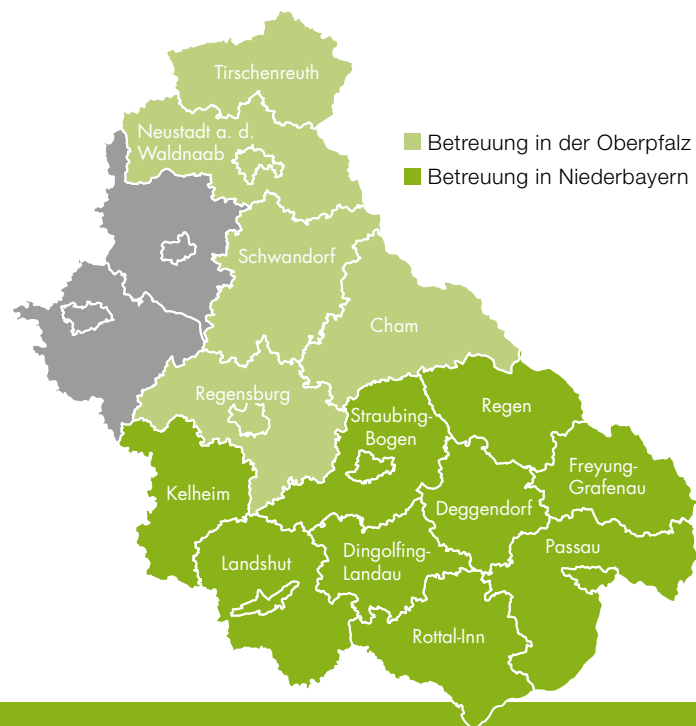 Tirschenreuth
Neustadt a. d.
Waldnaab
Betreuung in der Oberpfalz
Betreuung in Niederbayern
Schwandorf
Cham
Regensburg
Straubing-
Bogen
Regen
Freyung-
Grafenau
Kelheim
Deggendorf
Landshut
Dingolfing-
Landau
Passau
Rottal-Inn